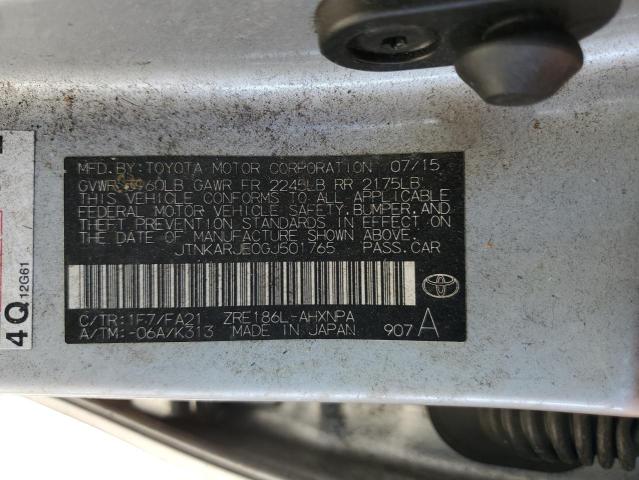 MFD.BY:TOYOTA MOTOR CORPORATION 07/15
GAWR FR 2245LB RR 2175LB
THIS VEHICLE CONFORMS TO ALL APPLICABLE
FEDERAL MOTOR VEHICLE SAFETY,BUMPER,AND
THEFT PREVENTION STANDARDS IN EFFECT ON
THE DATE OF MANUFACTURE SHOWN ABOVE.
JTNKARJE0GJ501765 PASS.CAR
C/TR:1F7/FA21 ZRE186L-AHXNPA
A/TM:-06A/K313 MADE IN JAPAN 907 A
4Q 12G61